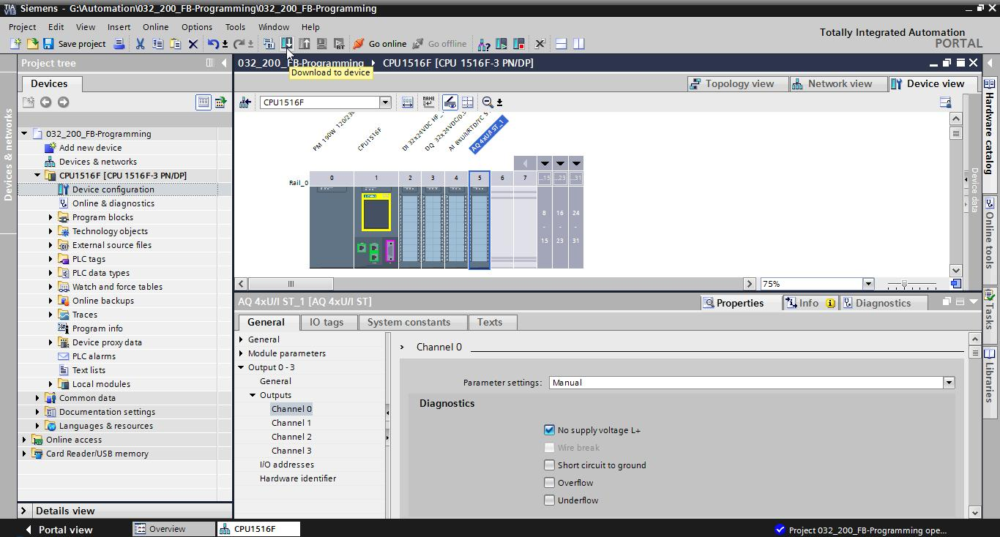 TIA V13 Siemens - G:\Automation\032_200_FB-Programming\032_200_FB-Programming
Project Edit View Insert Online Options Tools Window Help
Totally Integrated Automation
PORTAL
Save project Go online Go offline
Download to device
Project tree
Devices
Devices & networks
032_200_FB-Programming
Add new device
Devices & networks
CPU1516F [CPU 1516F-3 PN/DP]
Device configuration
Online & diagnostics
Program blocks
Technology objects
External source files
PLC tags
PLC data types
Watch and force tables
Online backups
Traces
Program info
Device proxy data
PLC alarms
Text lists
Local modules
Common data
Documentation settings
Languages & resources
Online access
Card Reader/USB memory
Details view
032_200_FB-Programming CPU1516F [CPU 1516F-3 PN/DP]
Topology view Network view Device view
CPU1516F
PM 190W 120/230
CPU1516F
DI 32x24VDC HF_
DQ 32x24VDC/0.5
AI 8xU/I/RTD/TC S
AQ 4xU/I ST_1
Rail_0 0 1 2 3 4 5 6 7 ...15 ...23 ...31
8 16 24
- - -
15 23 31
75%
Device data
AQ 4xU/I ST_1 [AQ 4xU/I ST]
Properties Info Diagnostics
General IO tags System constants Texts
General
Module parameters
Output 0 - 3
General
Outputs
Channel 0
Channel 1
Channel 2
Channel 3
I/O addresses
Hardware identifier
Channel 0
Parameter settings: Manual
Diagnostics
No supply voltage L+
Wire break
Short circuit to ground
Overflow
Underflow
Hardware catalog
Online tools
Tasks
Libraries
Portal view Overview CPU1516F Project 032_200_FB-Programming ope...